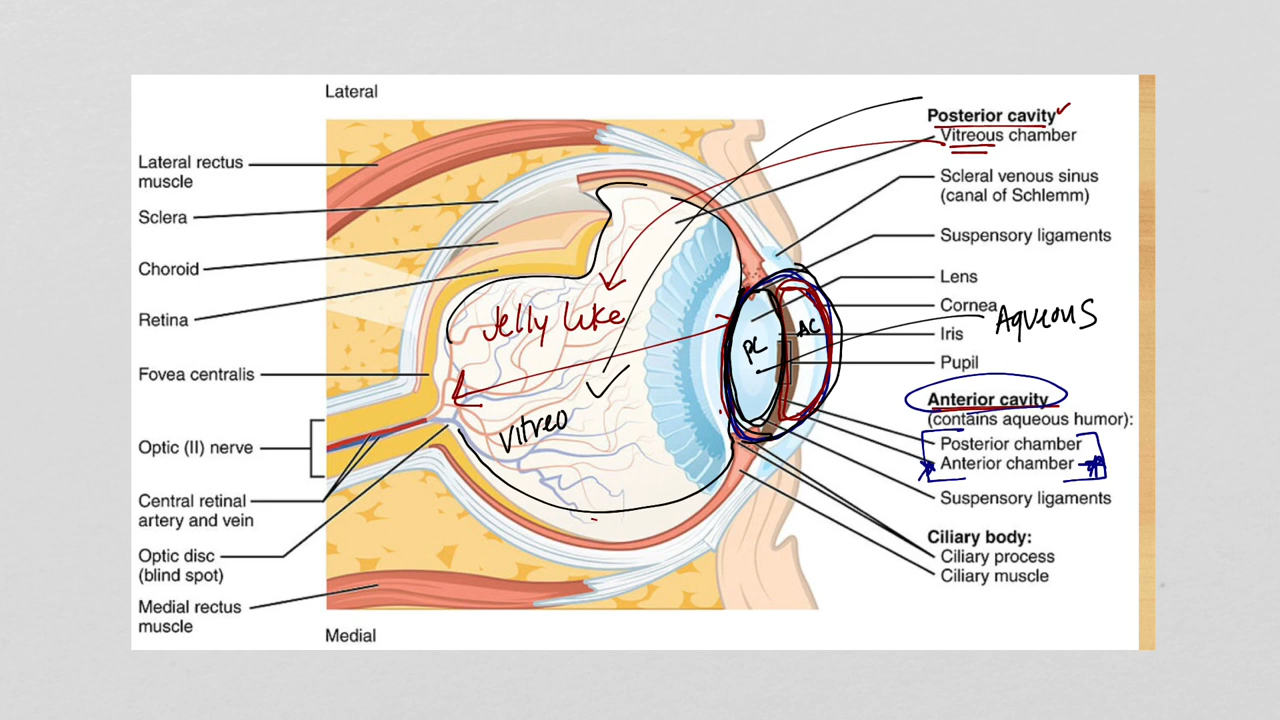 Lateral
Lateral rectus
muscle
Sclera
Choroid
Retina
Fovea centralis
Optic (II) nerve
Central retinal
artery and vein
Optic disc
(blind spot)
Medial rectus
muscle
Medial
Jelly like
Vitreo
PC
AC
Aqueous
Posterior cavity
Vitreous chamber
Scleral venous sinus
(canal of Schlemm)
Suspensory ligaments
Lens
Cornea
Iris
Pupil
Anterior cavity
(contains aqueous humor):
Posterior chamber
Anterior chamber
Suspensory ligaments
Ciliary body:
Ciliary process
Ciliary muscle